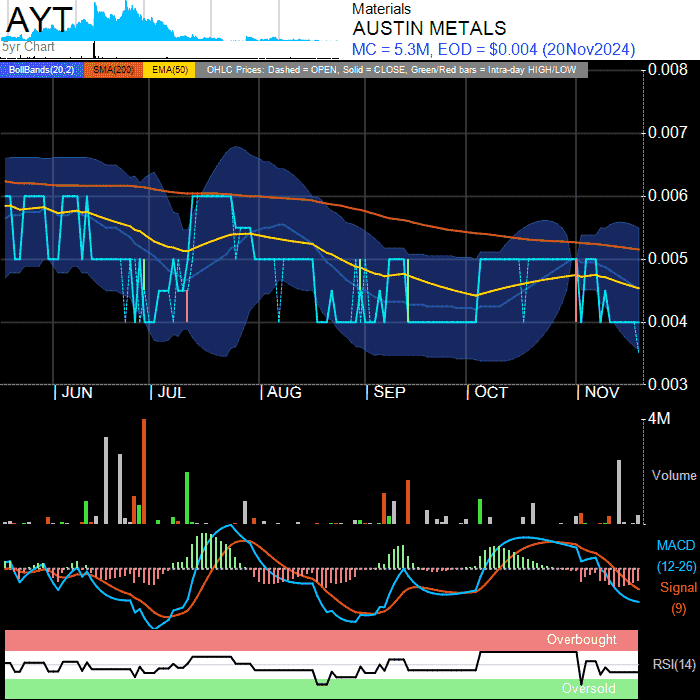 AYT
5yr Chart
Materials
AUSTIN METALS
MC = 5.3M, EOD = $0.004 (20Nov2024)
BollBands(20,2) SMA(200) EMA(50) OHLC Prices: Dashed = OPEN, Solid = CLOSE, Green/Red bars = Intra-day HIGH/LOW
0.008
0.007
0.006
0.005
0.004
0.003
JUN JUL AUG SEP OCT NOV
4M
Volume
MACD
(12-26)
Signal
(9)
Overbought
RSI(14)
Oversold